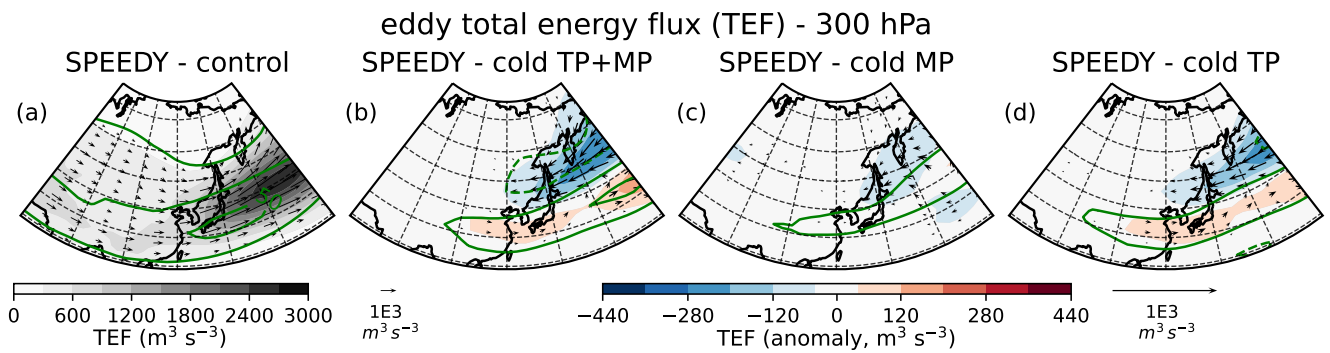 eddy total energy flux (TEF) - 300 hPa
SPEEDY - control
SPEEDY - cold TP+MP
SPEEDY - cold MP
SPEEDY - cold TP
(a)
(b)
(c)
(d)
50
0 600 1200 1800 2400 3000
TEF (m³ s⁻³)
1E3
m³ s⁻³
−440 −280 −120 0 120 280 440
TEF (anomaly, m³ s⁻³)
1E3
m³ s⁻³